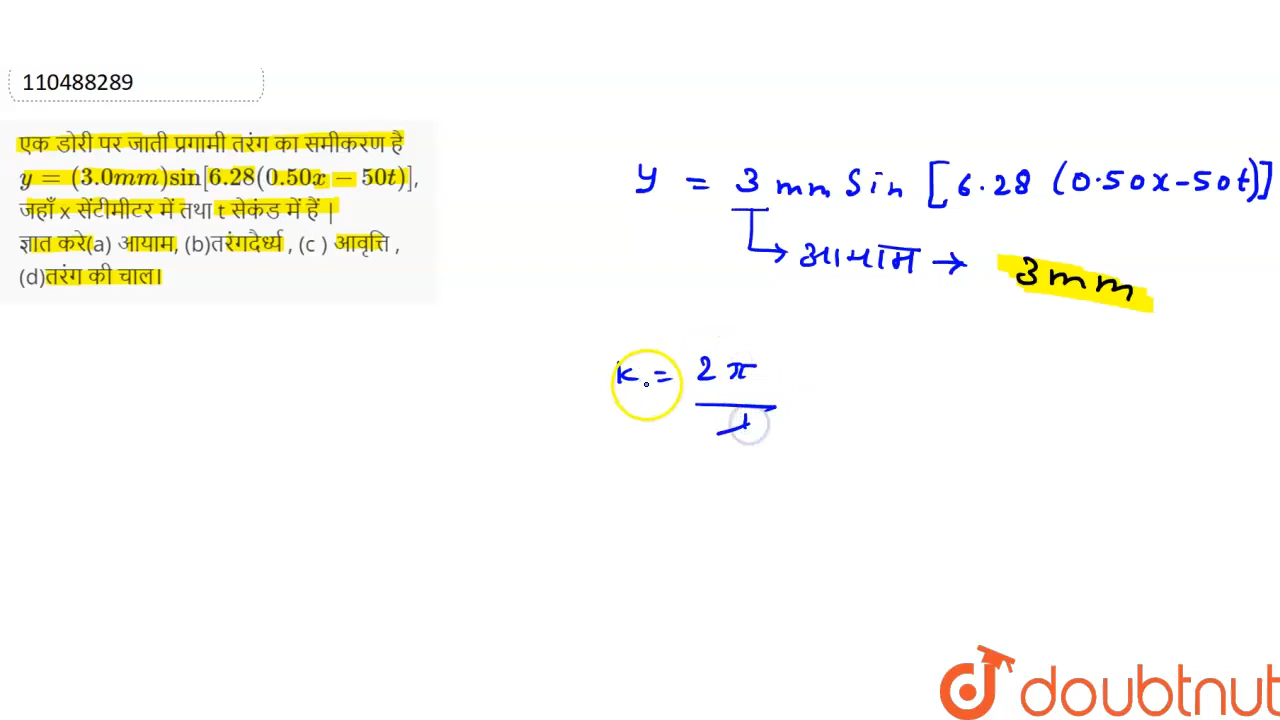 110488289
एक डोरी पर जाती प्रगामी तरंग का समीकरण है
y = (3.0mm)sin[6.28(0.50x − 50t)],
जहाँ x सेंटीमीटर में तथा t सेकंड में हैं |
ज्ञात करे(a) आयाम, (b)तरंगदैर्ध्य , (c ) आवृत्ति ,
(d)तरंग की चाल।
y = 3 mm Sin [6.28 (0.50x-50t)]
आयाम → 3mm
K = 2π
doubtnut